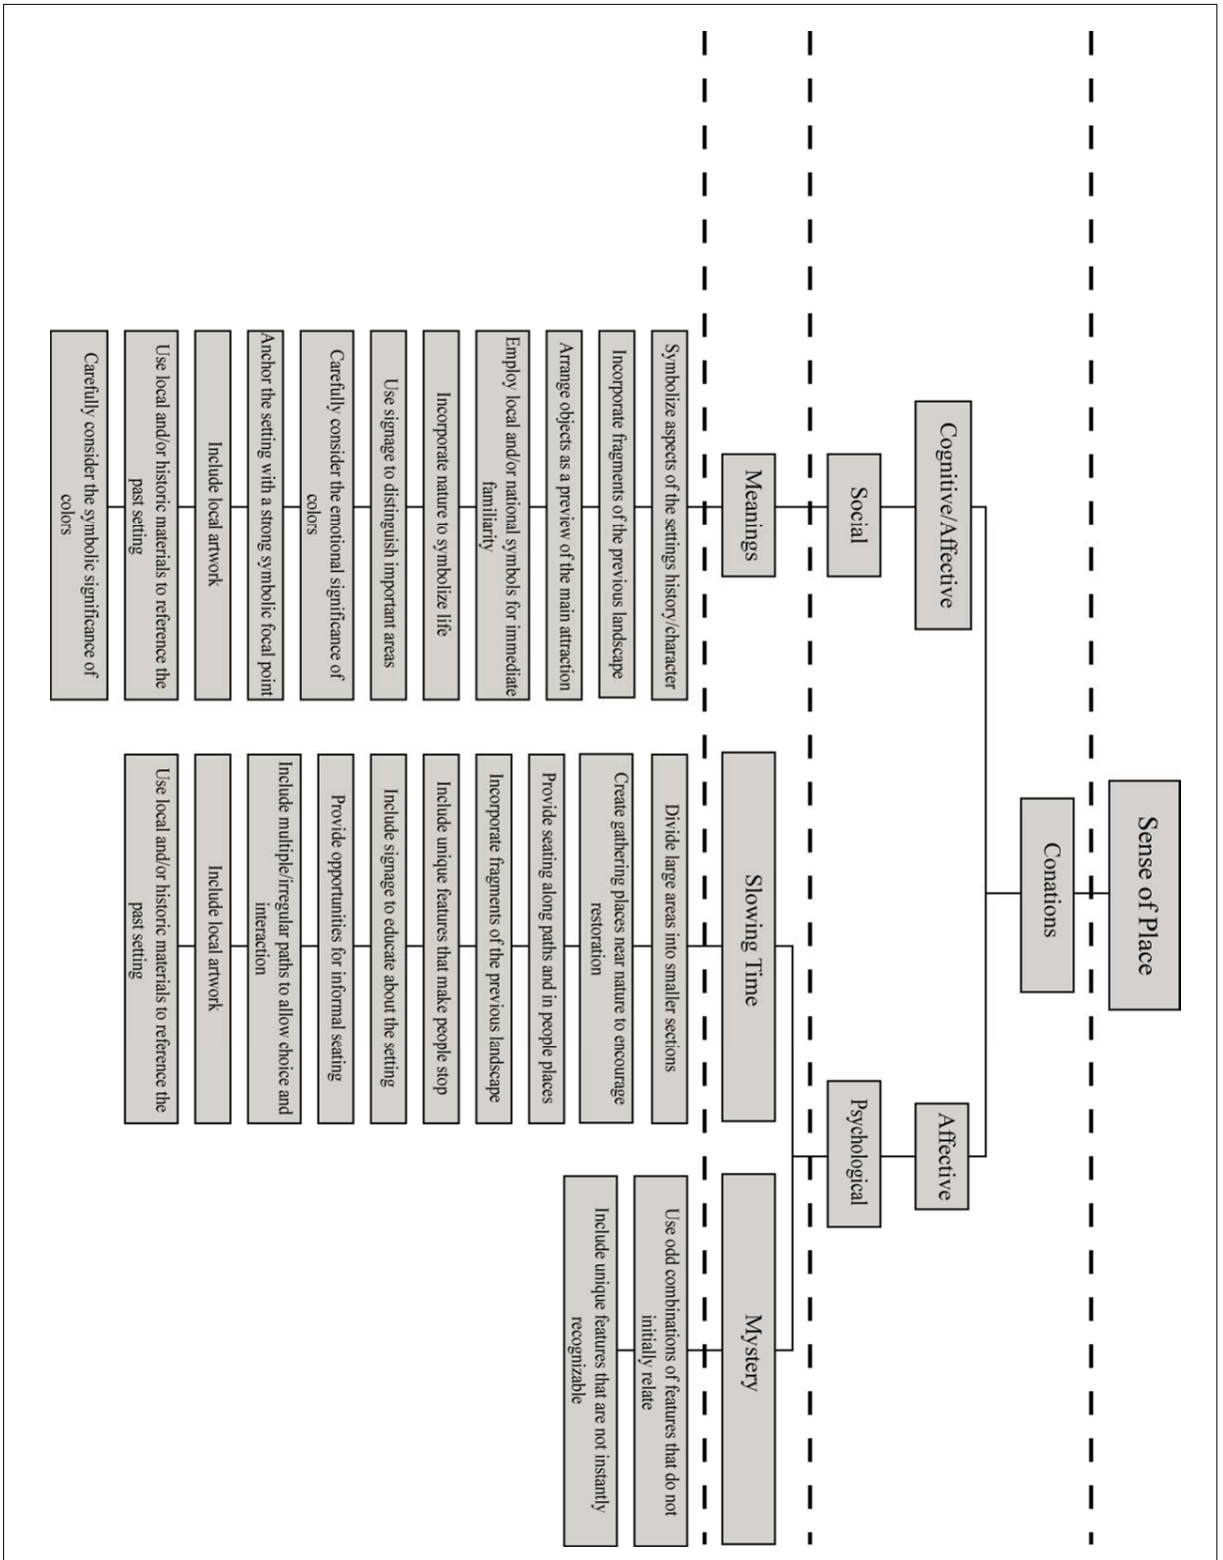 Sense of Place
Conations
Cognitive/Affective
Affective
Social
Psychological
Meanings
Slowing Time
Mystery
Symbolize aspects of the settings history/character
Incorporate fragments of the previous landscape
Arrange objects as a preview of the main attraction
Employ local and/or national symbols for immediate
familiarity
Incorporate nature to symbolize life
Use signage to distinguish important areas
Carefully consider the emotional significance of
colors
Anchor the setting with a strong symbolic focal point
Include local artwork
Use local and/or historic materials to reference the
past setting
Carefully consider the symbolic significance of
colors
Divide large areas into smaller sections
Create gathering places near nature to encourage
restoration
Provide seating along paths and in people places
Incorporate fragments of the previous landscape
Include unique features that make people stop
Include signage to educate about the setting
Provide opportunities for informal seating
Include multiple/irregular paths to allow choice and
interaction
Include local artwork
Use local and/or historic materials to reference the
past setting
Use odd combinations of features that do not
initially relate
Include unique features that are not instantly
recognizable